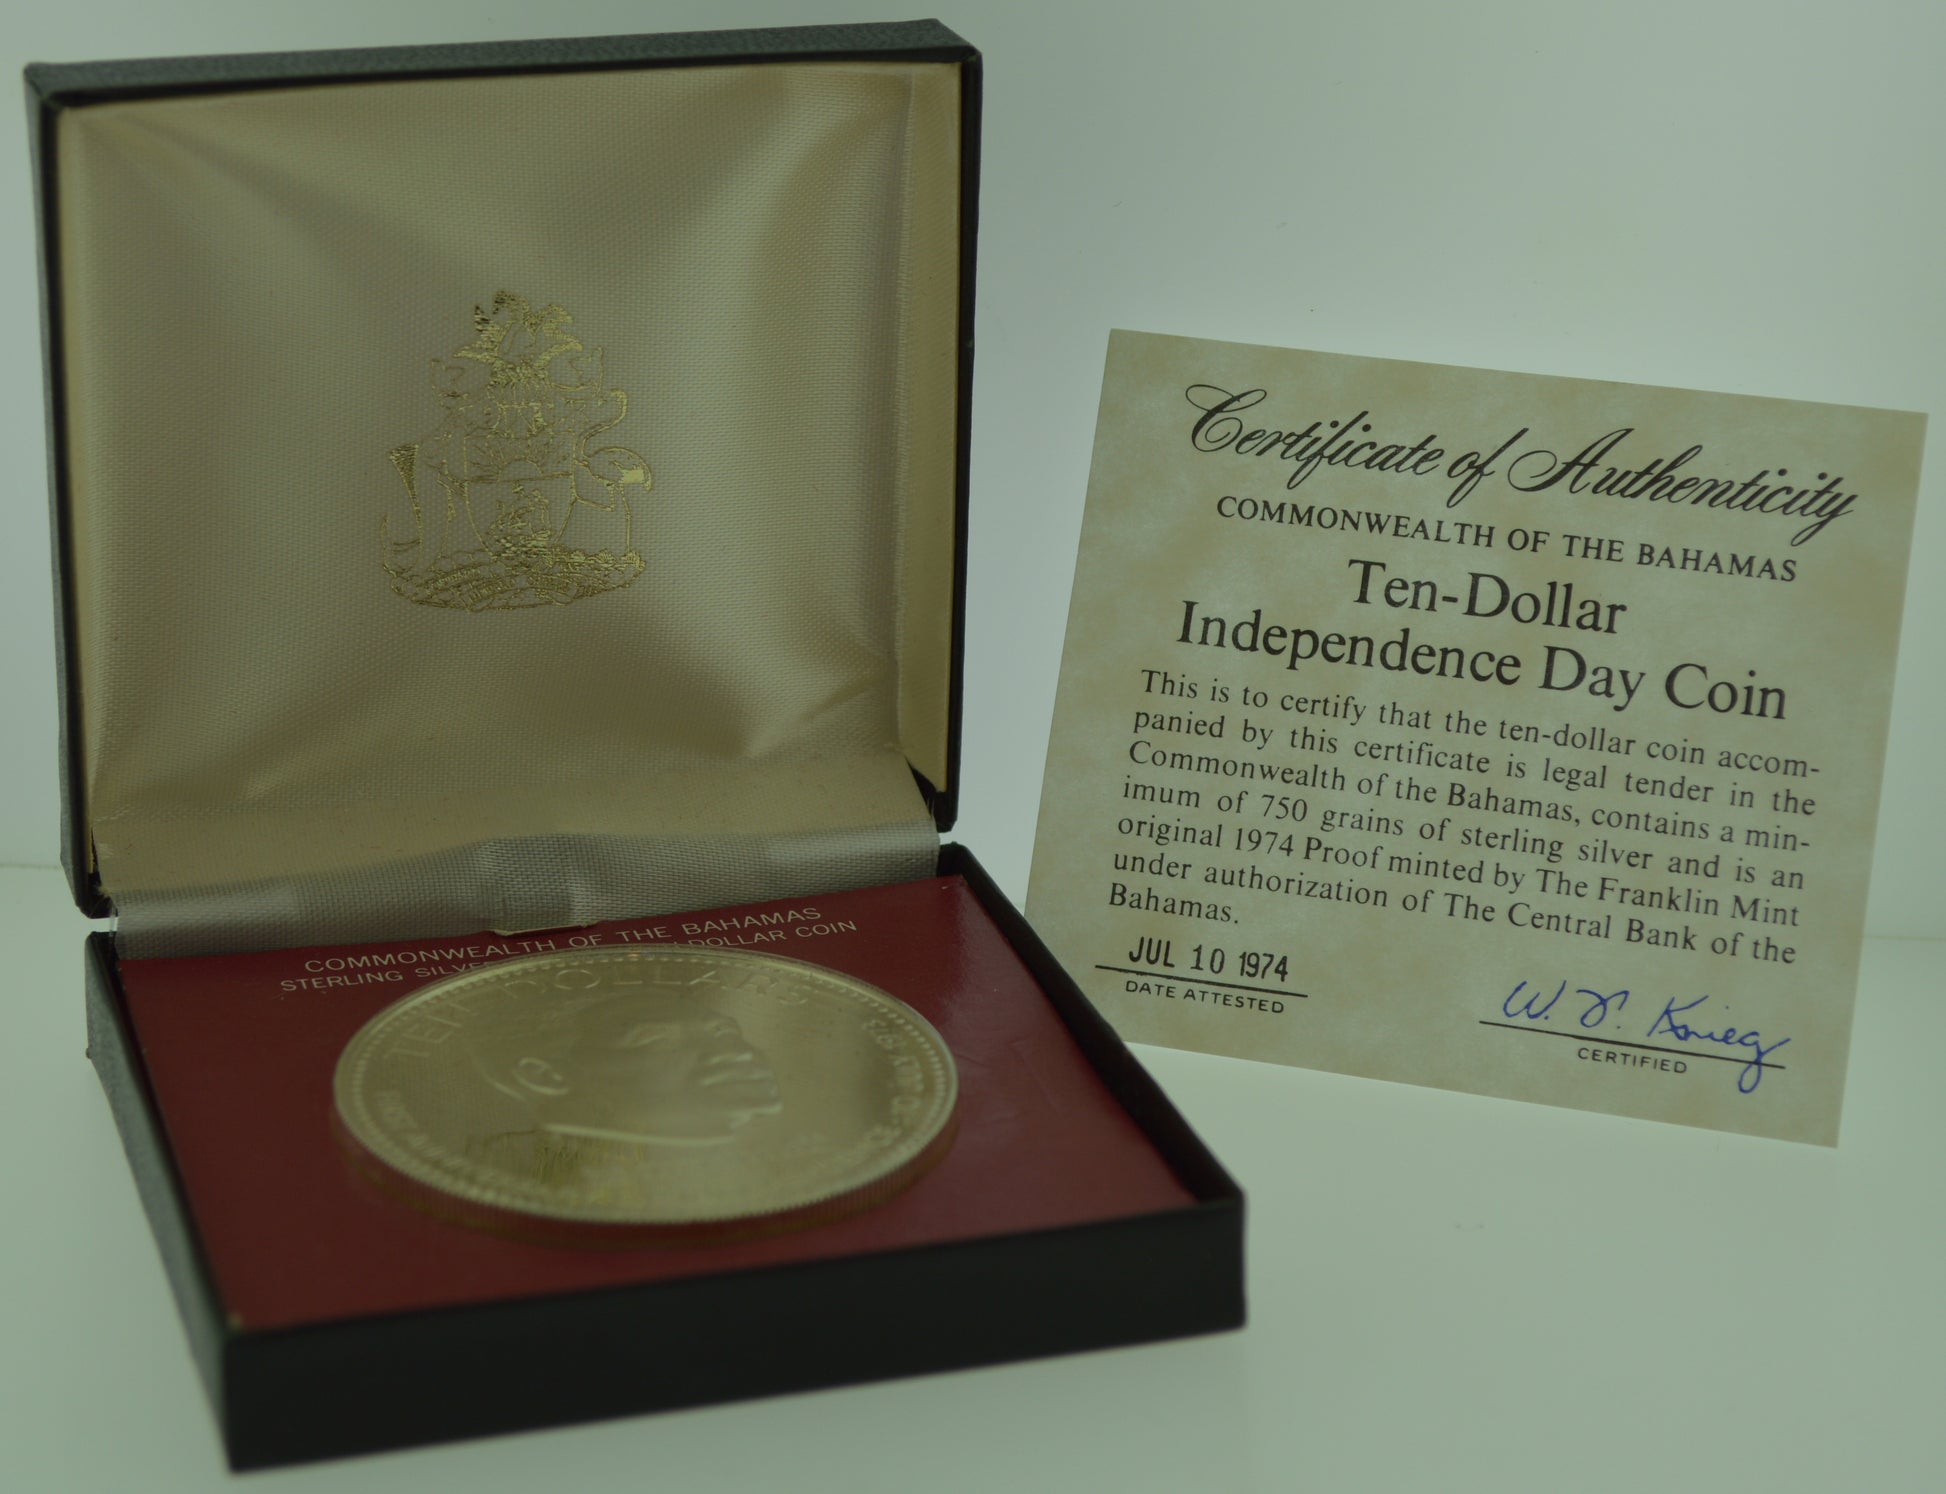 COMMONWEALTH OF THE BAHAMAS
STERLING SILVER DOLLAR COIN
TEN DOLLARS
JULY 10, 1973
Certificate of Authenticity
COMMONWEALTH OF THE BAHAMAS
Ten-Dollar
Independence Day Coin
This is to certify that the ten-dollar coin accom-
panied by this certificate is legal tender in the
Commonwealth of the Bahamas, contains a min-
imum of 750 grains of sterling silver and is an
original 1974 Proof minted by The Franklin Mint
under authorization of The Central Bank of the
Bahamas.
JUL 10 1974
DATE ATTESTED
W. Krieg
CERTIFIED